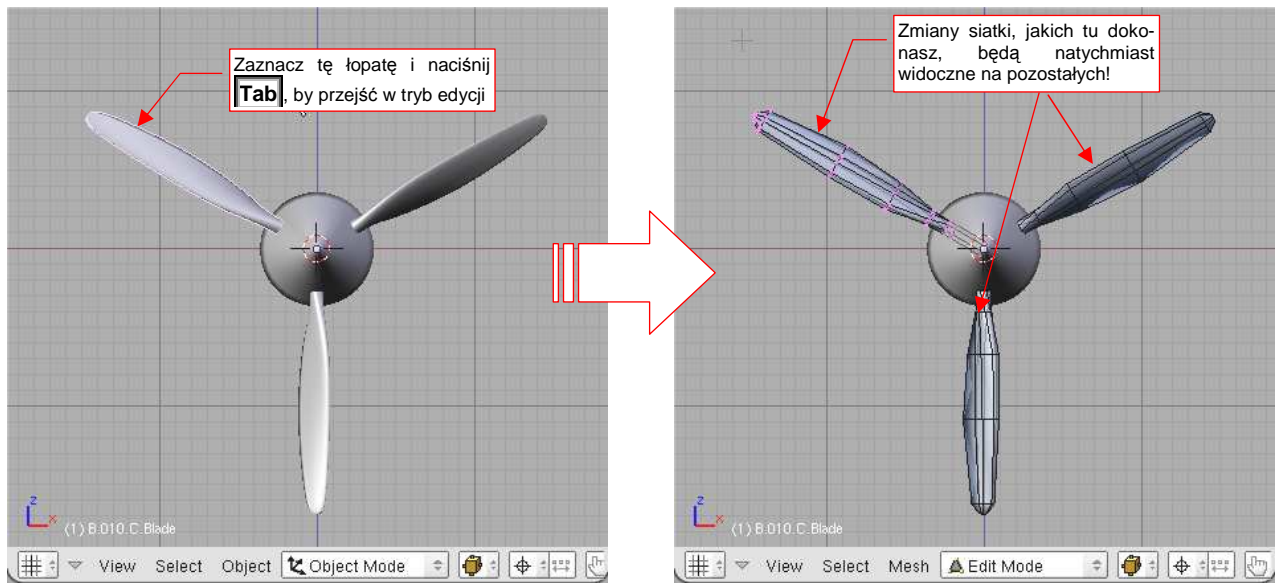 Zaznacz tę łopatę i naciśnij
Tab, by przejść w tryb edycji
z
x
(1) B.010.C.Blade
View Select Object Object Mode
Zmiany siatki, jakich tu doko-
nasz, będą natychmiast
widoczne na pozostałych!
z
x
(1) B.010.C.Blade
View Select Mesh Edit Mode